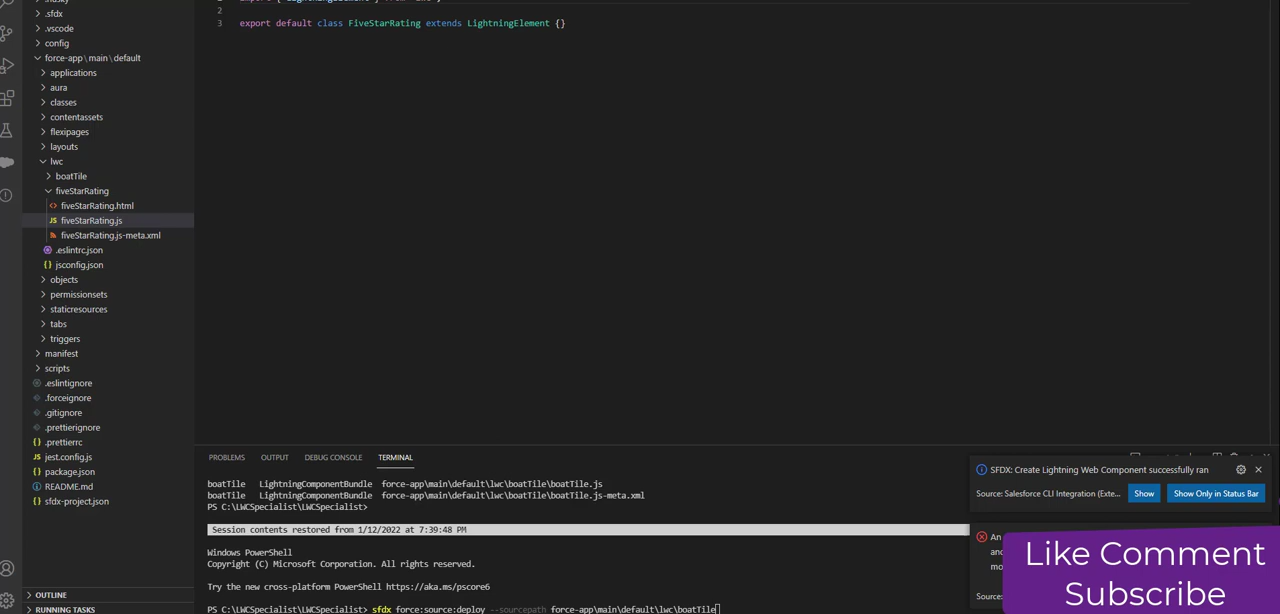 .husky
.sfdx
.vscode
config
force-app\main\default
applications
aura
classes
contentassets
flexipages
layouts
lwc
boatTile
fiveStarRating
fiveStarRating.html
fiveStarRating.js
fiveStarRating.js-meta.xml
.eslintrc.json
jsconfig.json
objects
permissionsets
staticresources
tabs
triggers
manifest
scripts
.eslintignore
.forceignore
.gitignore
.prettierignore
.prettierrc
jest.config.js
package.json
README.md
sfdx-project.json
OUTLINE
RUNNING TASKS
2
3 export default class FiveStarRating extends LightningElement {}
PROBLEMS OUTPUT DEBUG CONSOLE TERMINAL
boatTile LightningComponentBundle force-app\main\default\lwc\boatTile\boatTile.js
boatTile LightningComponentBundle force-app\main\default\lwc\boatTile\boatTile.js-meta.xml
PS C:\LWCSpecialist\LWCSpecialist>
Session contents restored from 1/12/2022 at 7:39:48 PM
Windows PowerShell
Copyright (C) Microsoft Corporation. All rights reserved.
Try the new cross-platform PowerShell https://aka.ms/pscore6
PS C:\LWCSpecialist\LWCSpecialist> sfdx force:source:deploy --sourcepath force-app\main\default\lwc\boatTile
SFDX: Create Lightning Web Component successfully ran
Source: Salesforce CLI Integration (Exte...
Show
Show Only in Status Bar
An
and
mo
Source:
Like Comment
Subscribe